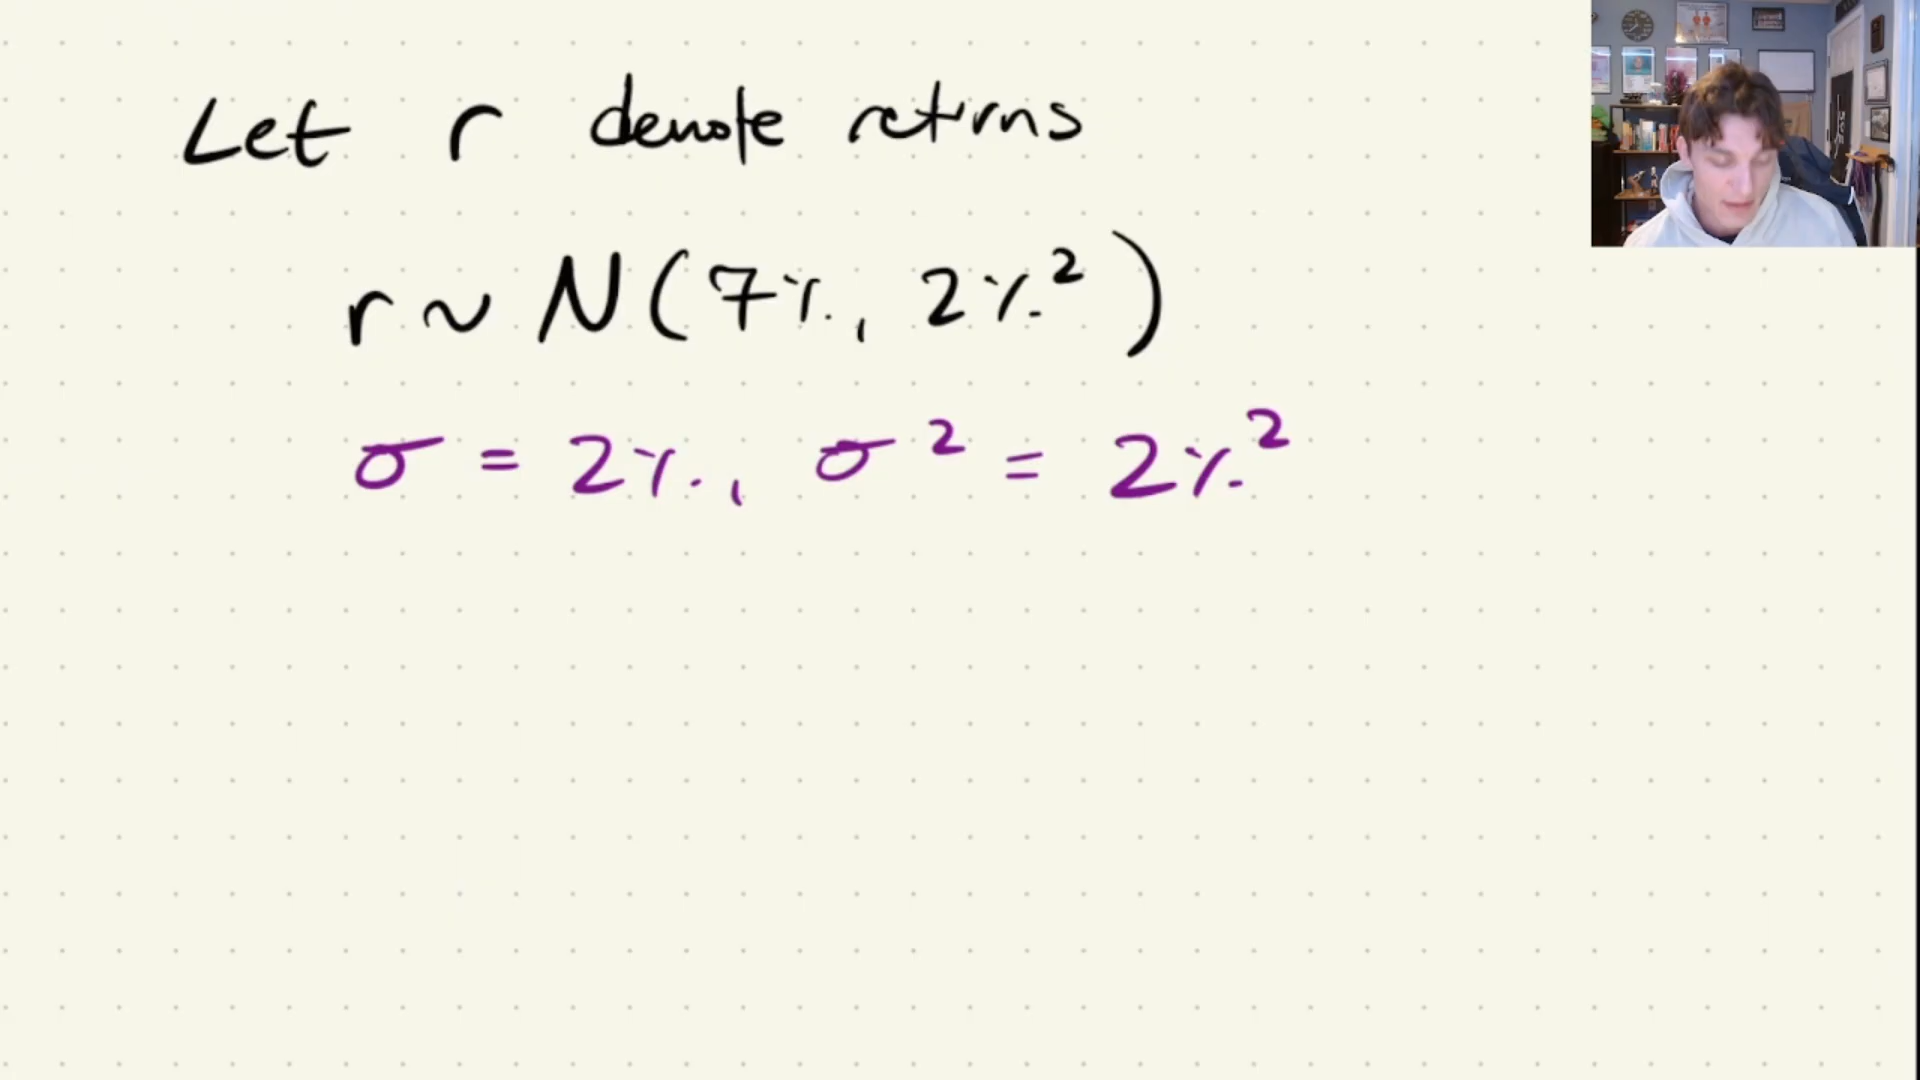 Let r denote returns
r ~ N(7%, 2%²)
σ = 2%, σ² = 2%²